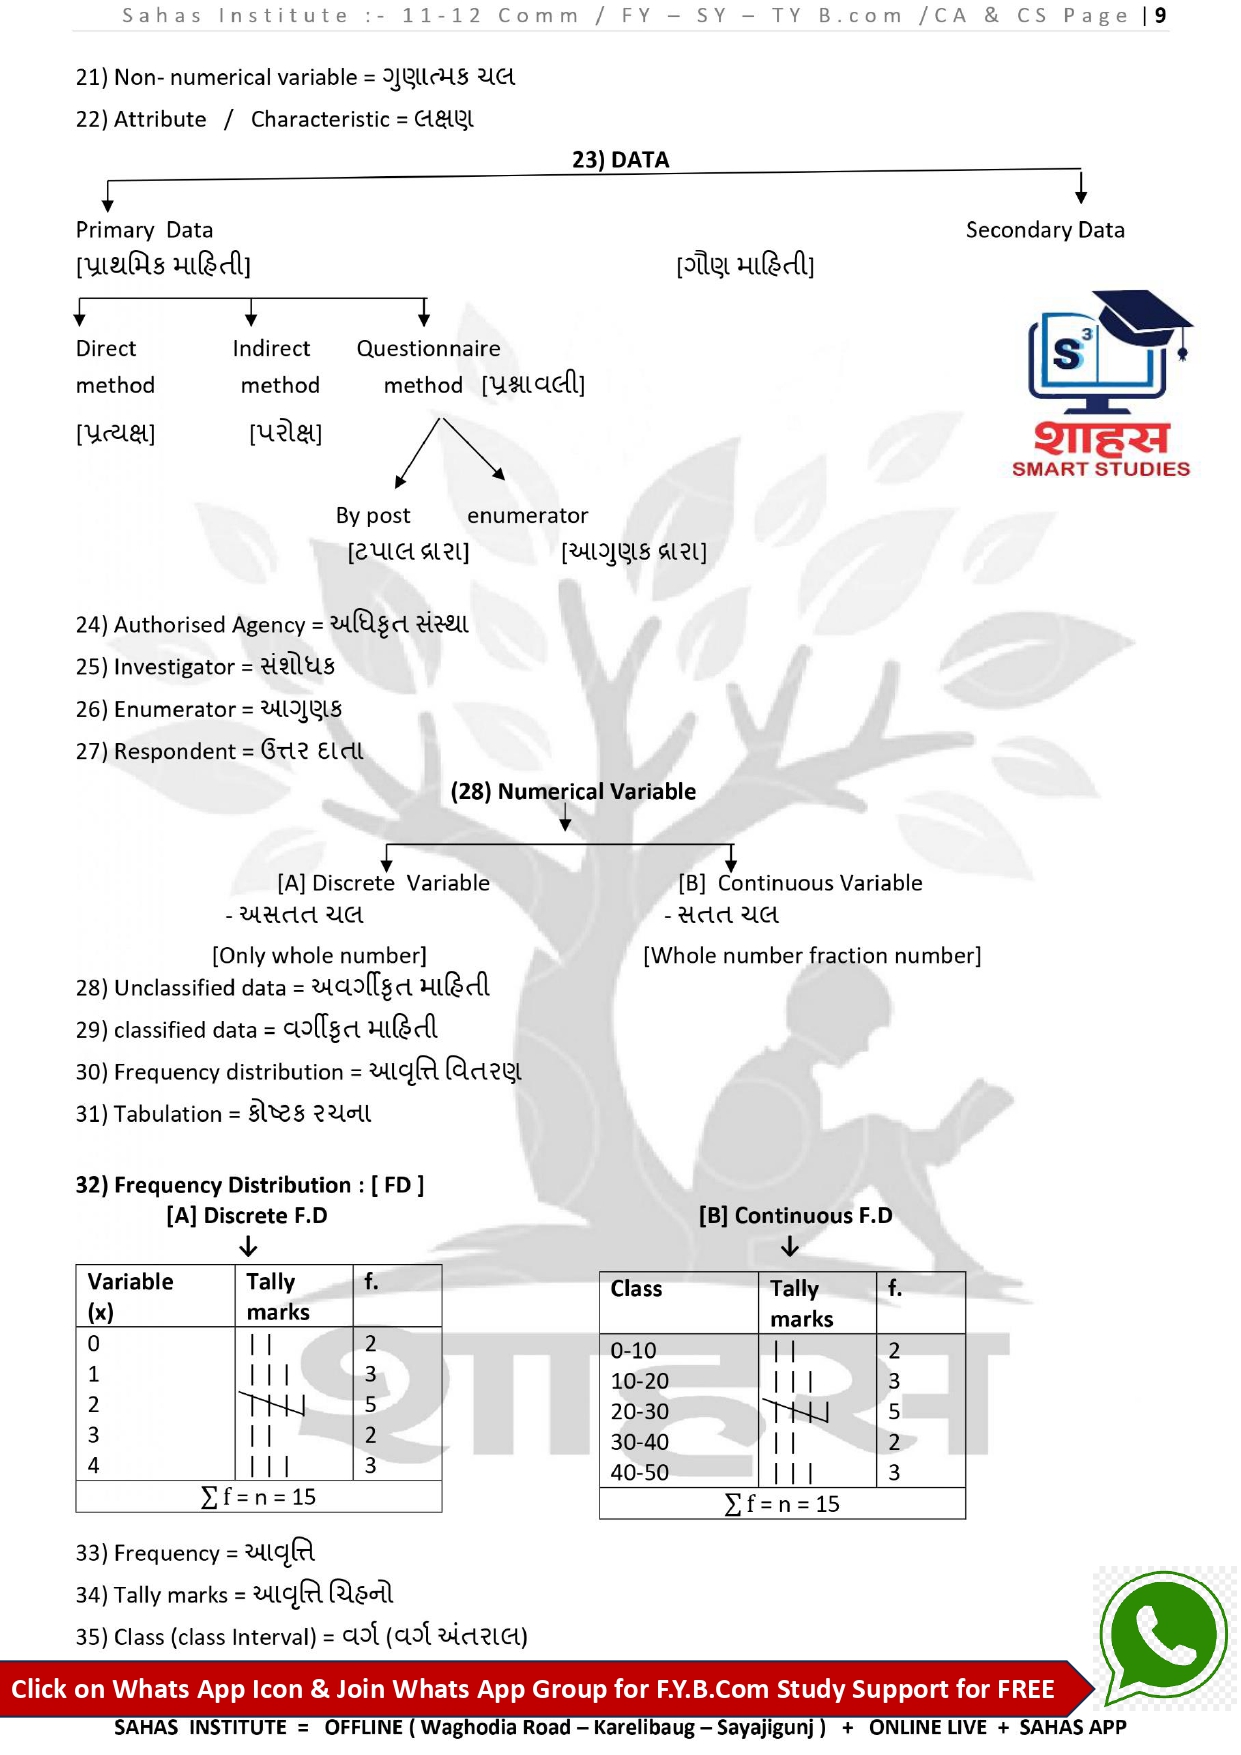 Sahas Institute :- 11-12 Comm / FY – SY – TY B.com /CA & CS Page | 9
21) Non- numerical variable = ગુણાત્મક ચલ
22) Attribute / Characteristic = લક્ષણ
23) DATA
Primary Data Secondary Data
[પ્રાથમિક માહિતી] [ગૌણ માહિતી]
Direct Indirect Questionnaire
method method method [પ્રશ્નાવલી]
[પ્રત્યક્ષ] [પરોક્ષ]
S3
શાહસ
SMART STUDIES
By post enumerator
[ટપાલ દ્રારા] [આગુણક દ્રારા]
24) Authorised Agency = અધિકૃત સંસ્થા
25) Investigator = સંશોધક
26) Enumerator = આગુણક
27) Respondent = ઉત્તર દાતા
(28) Numerical Variable
[A] Discrete Variable [B] Continuous Variable
- અસતત ચલ - સતત ચલ
[Only whole number] [Whole number fraction number]
28) Unclassified data = અવર્ગીકૃત માહિતી
29) classified data = વર્ગીકૃત માહિતી
30) Frequency distribution = આવૃત્તિ વિતરણ
31) Tabulation = કોષ્ટક રચના
32) Frequency Distribution : [ FD ]
[A] Discrete F.D [B] Continuous F.D
Variable Tally f.
(x) marks
0 | | 2
1 | | | 3
2 | | | | 5
3 | | 2
4 | | | 3
∑ f = n = 15
Class Tally f.
marks
0-10 | | 2
10-20 | | | 3
20-30 | | | | 5
30-40 | | 2
40-50 | | | 3
∑ f = n = 15
शाहस
33) Frequency = આવૃત્તિ
34) Tally marks = આવૃત્તિ ચિહનો
35) Class (class Interval) = વર્ગ (વર્ગ અંતરાલ)
Click on Whats App Icon & Join Whats App Group for F.Y.B.Com Study Support for FREE
SAHAS INSTITUTE = OFFLINE ( Waghodia Road – Karelibaug – Sayajigunj ) + ONLINE LIVE + SAHAS APP